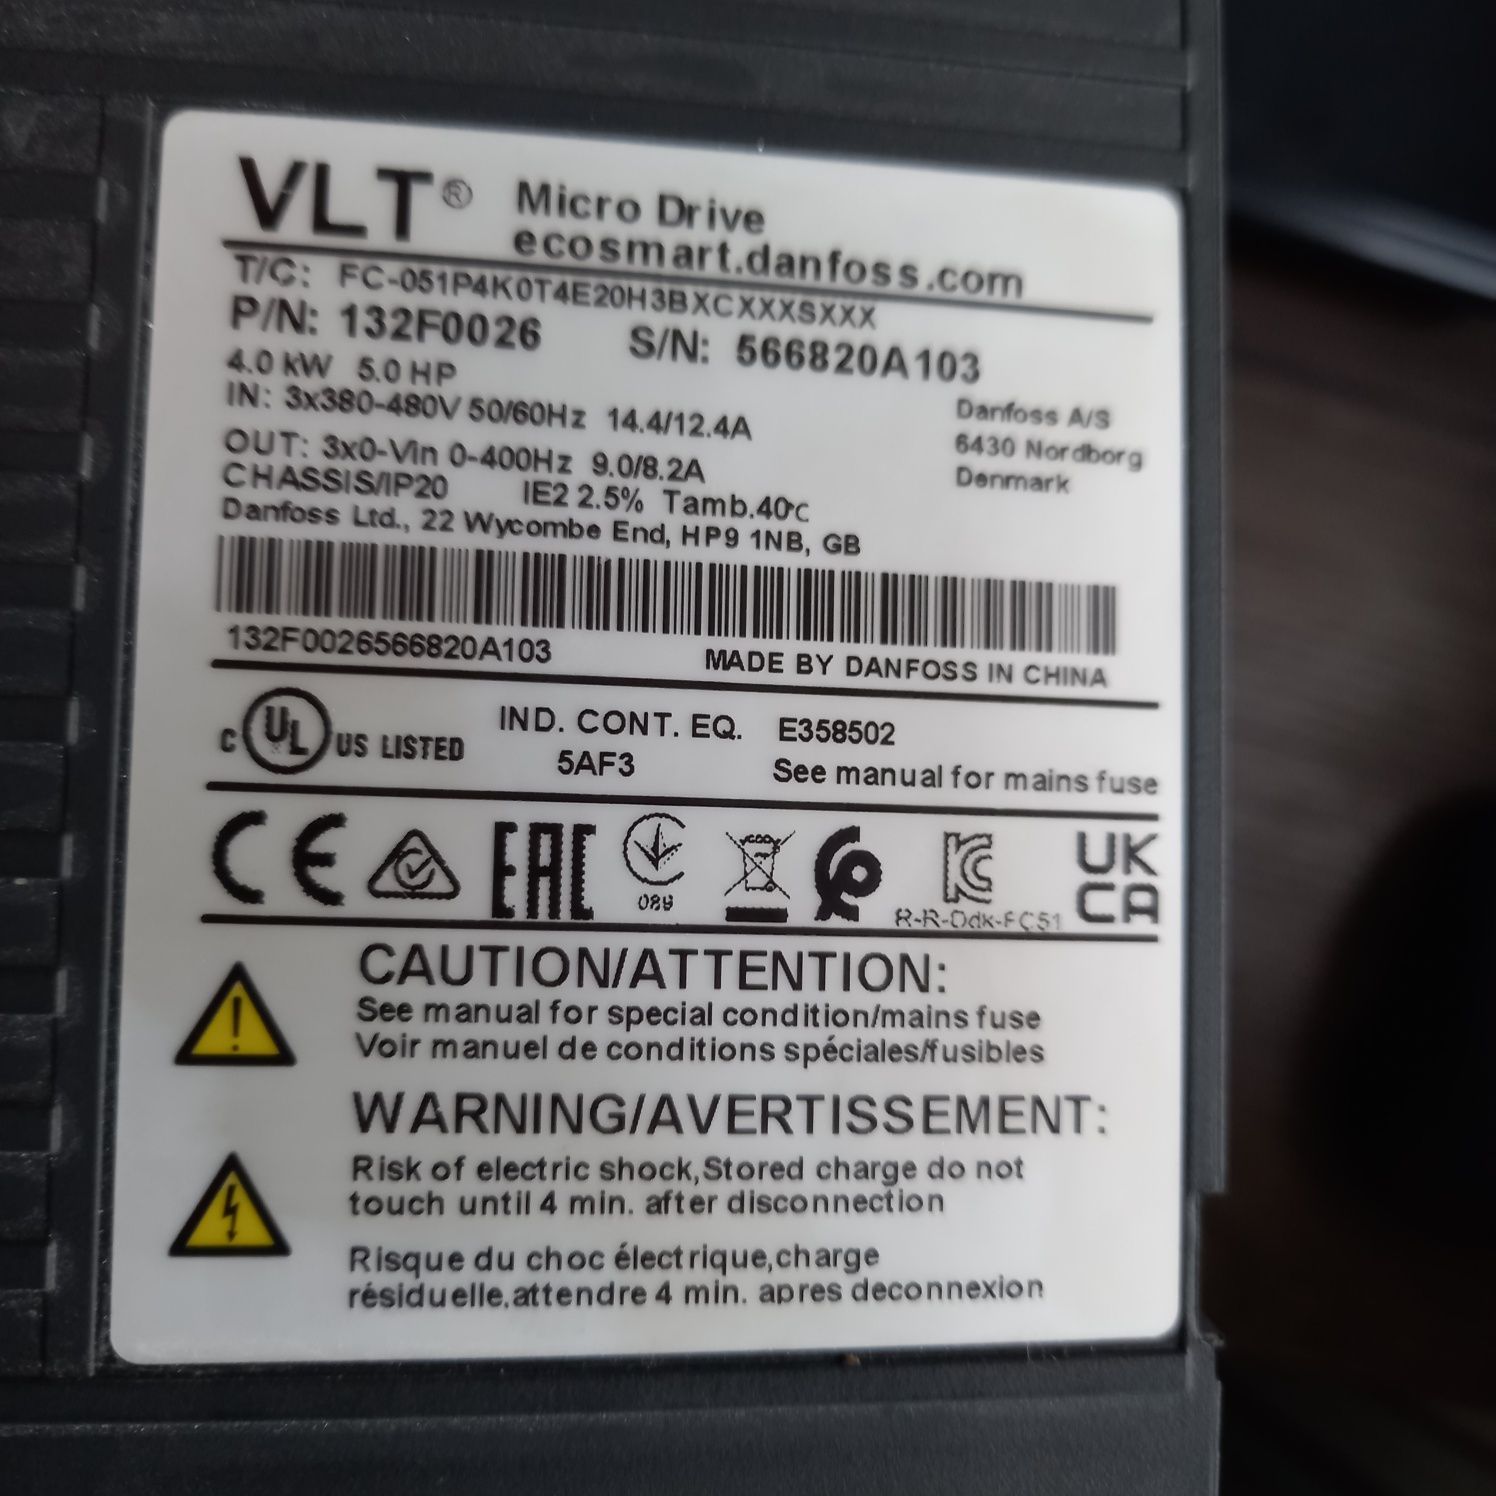 VLT® Micro Drive
ecosmart.danfoss.com
T/C: FC-051P4K0T4E20H3BXCXXXSXXX
P/N: 132F0026 S/N: 566820A103
4.0 kW 5.0 HP
IN: 3x380-480V 50/60Hz 14.4/12.4A
OUT: 3x0-Vin 0-400Hz 9.0/8.2A
CHASSIS/IP20 IE2 2.5% Tamb.40℃
Danfoss Ltd., 22 Wycombe End, HP9 1NB, GB
Danfoss A/S
6430 Nordborg
Denmark
132F0026566820A103 MADE BY DANFOSS IN CHINA
C UL US LISTED
IND. CONT. EQ. E358502
5AF3 See manual for mains fuse
CE EAC 089 KC UK CA
R-R-Ddk-FC51
CAUTION/ATTENTION:
See manual for special condition/mains fuse
Voir manuel de conditions spéciales/fusibles
WARNING/AVERTISSEMENT:
Risk of electric shock,Stored charge do not
touch until 4 min. after disconnection
Risque du choc électrique,charge
résiduelle,attendre 4 min. apres deconnexion